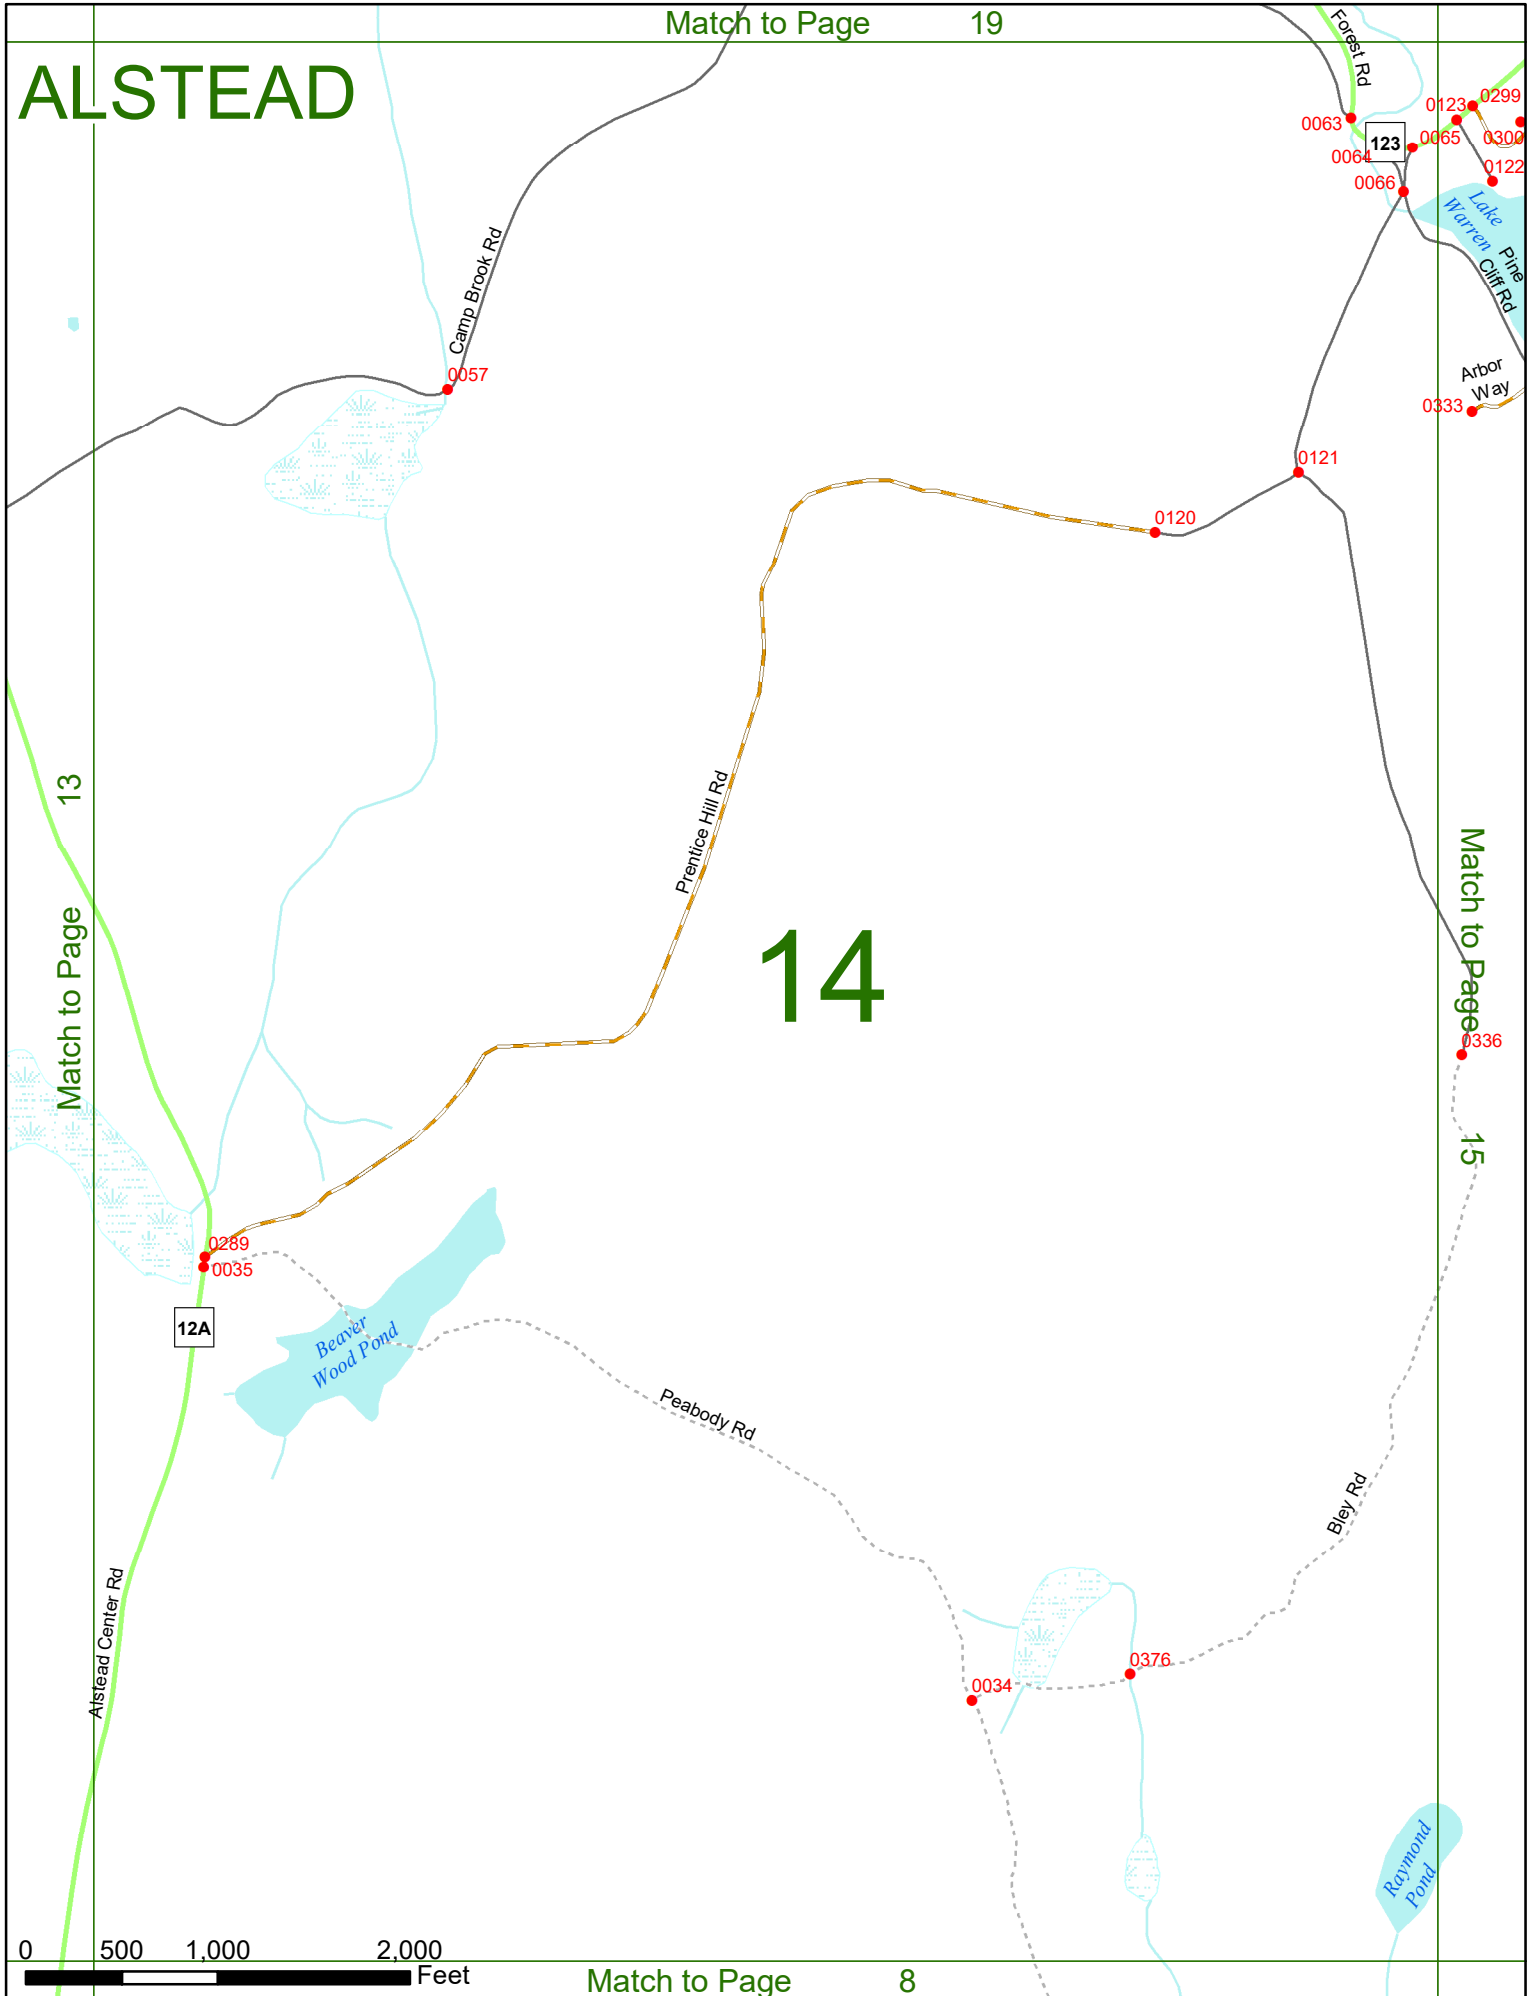 Match to Page 19
ALSTEAD
Forest Rd
0299
0123
0063
123
0065
0300
0064
0122
0066
Lake
Warren
Pine
Cliff Rd
Camp Brook Rd
0057
Arbor
Way
0333
0121
0120
Match to Page 13
Prentice Hill Rd
14
Match to Page 15
0336
0289
0035
12A
Beaver
Wood Pond
Peabody Rd
Bley Rd
Alstead Center Rd
0376
0034
Raymond
Pond
0 500 1,000 2,000
Feet
Match to Page 8